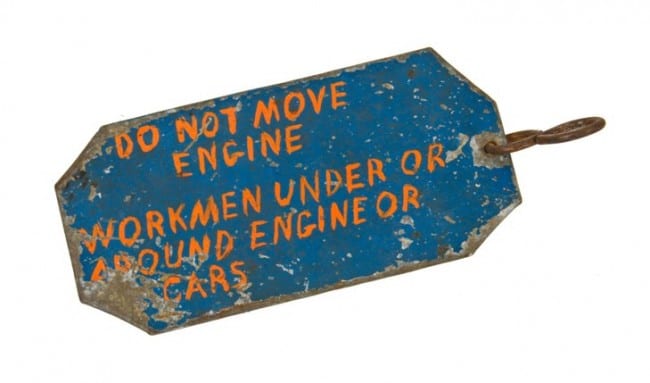 DO NOT MOVE
ENGINE
WORKMEN UNDER OR
AROUND ENGINE OR
CARS